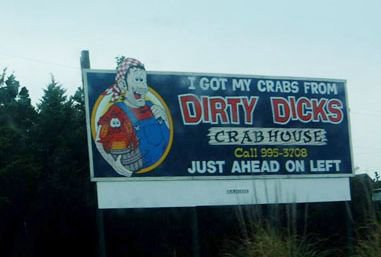 I GOT MY CRABS FROM
DIRTY DICKS
CRABHOUSE
Call 995-3708
JUST AHEAD ON LEFT